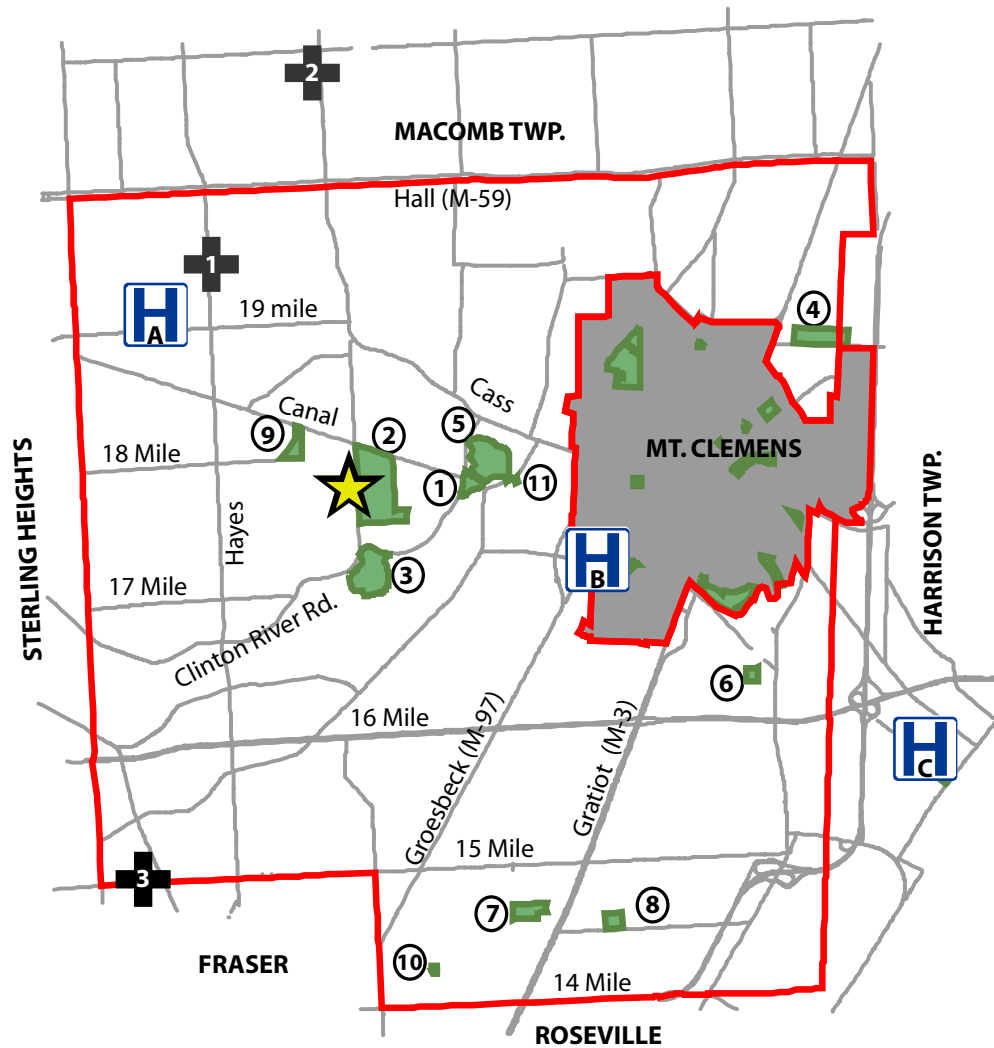 2
MACOMB TWP.
Hall (M-59)
1
H
A
19 mile
4
Cass
Canal
9
2
5
18 Mile
MT. CLEMENS
1
11
STERLING HEIGHTS
Hayes
HARRISON TWP.
H
B
3
17 Mile
Clinton River Rd.
6
16 Mile
Groesbeck (M-97)
Gratiot (M-3)
H
C
15 Mile
3
7
8
FRASER
10
14 Mile
ROSEVILLE